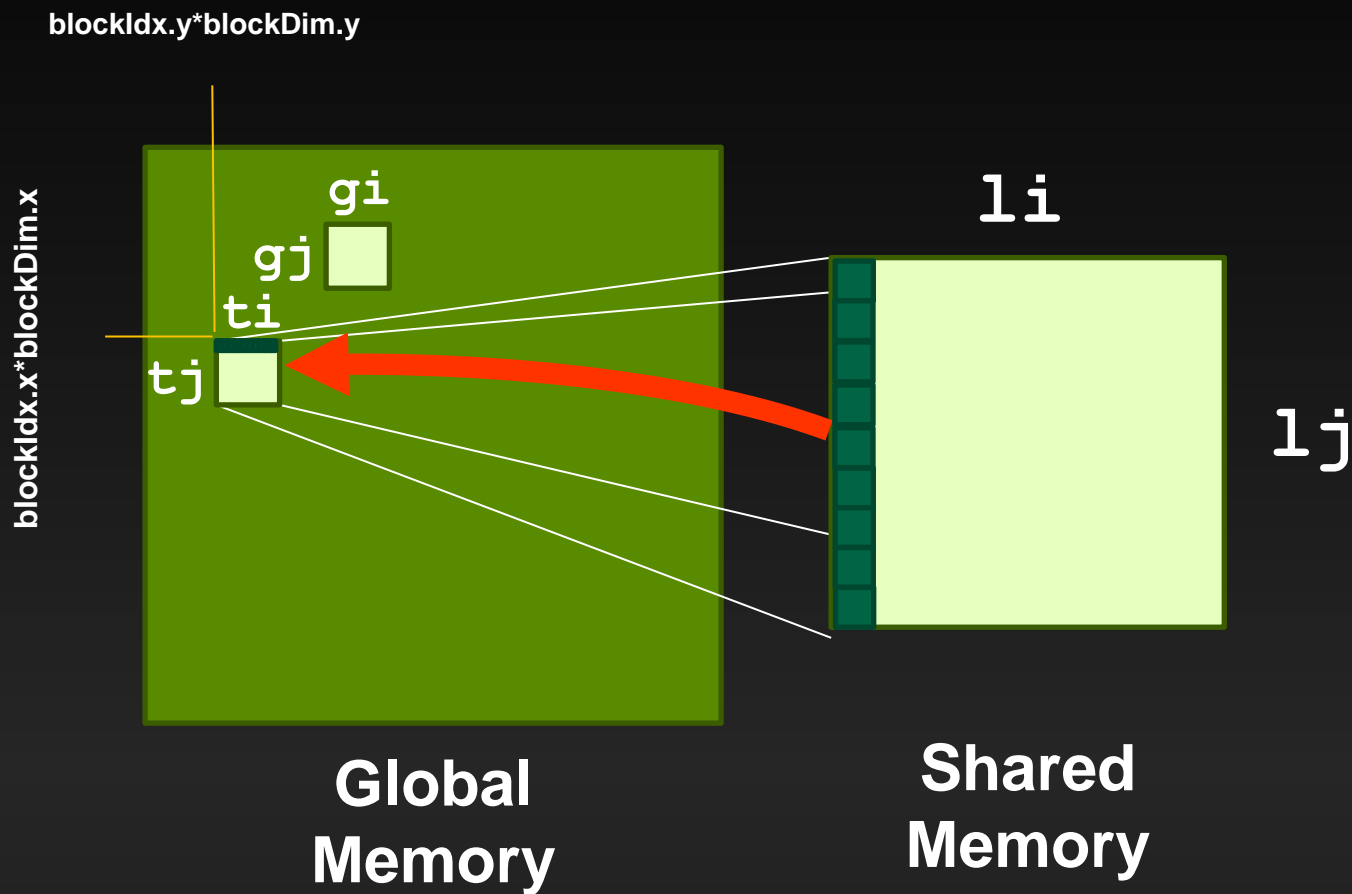 blockIdx.y*blockDim.y
blockIdx.x*blockDim.x
gi
gj
ti
tj
li
lj
Global
Memory
Shared
Memory